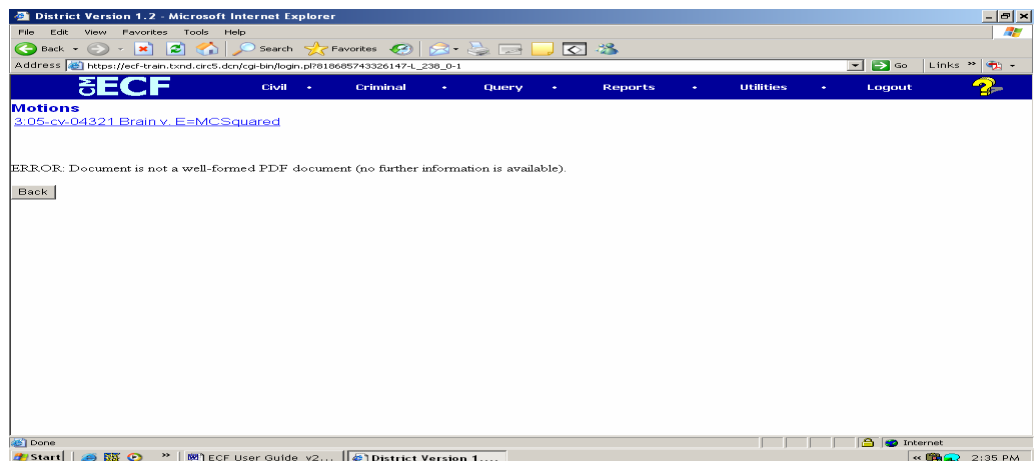 District Version 1.2 - Microsoft Internet Explorer
File Edit View Favorites Tools Help
Back Search Favorites
Address https://ecf-train.txnd.circ5.dcn/cgi-bin/login.pl?818685743326147-L_238_0-1 Go Links »
CM ECF Civil • Criminal • Query • Reports • Utilities • Logout ?
Motions
3:05-cv-04321 Brain v. E=MCSquared
ERROR: Document is not a well-formed PDF document (no further information is available).
Back
Done Internet
Start » ECF User Guide v2... District Version 1.... « 2:35 PM